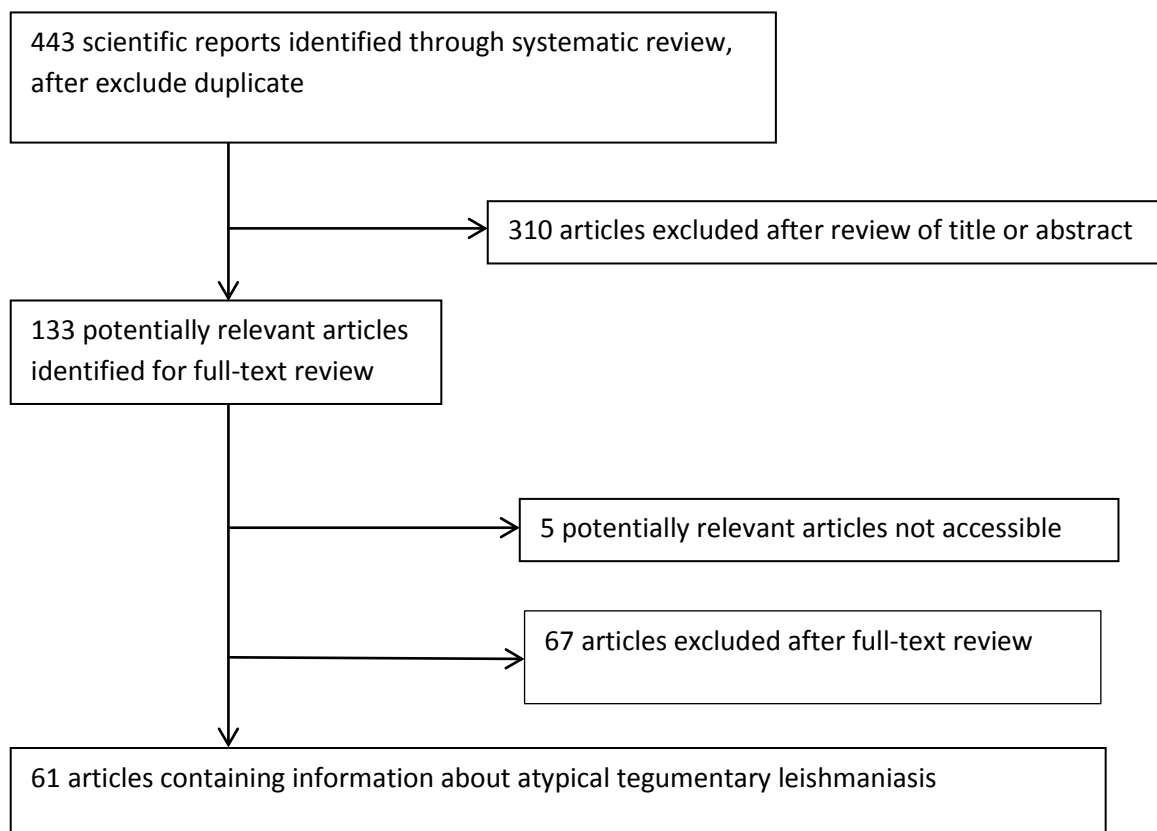 443 scientific reports identified through systematic review,
after exclude duplicate
310 articles excluded after review of title or abstract
133 potentially relevant articles
identified for full-text review
5 potentially relevant articles not accessible
67 articles excluded after full-text review
61 articles containing information about atypical tegumentary leishmaniasis